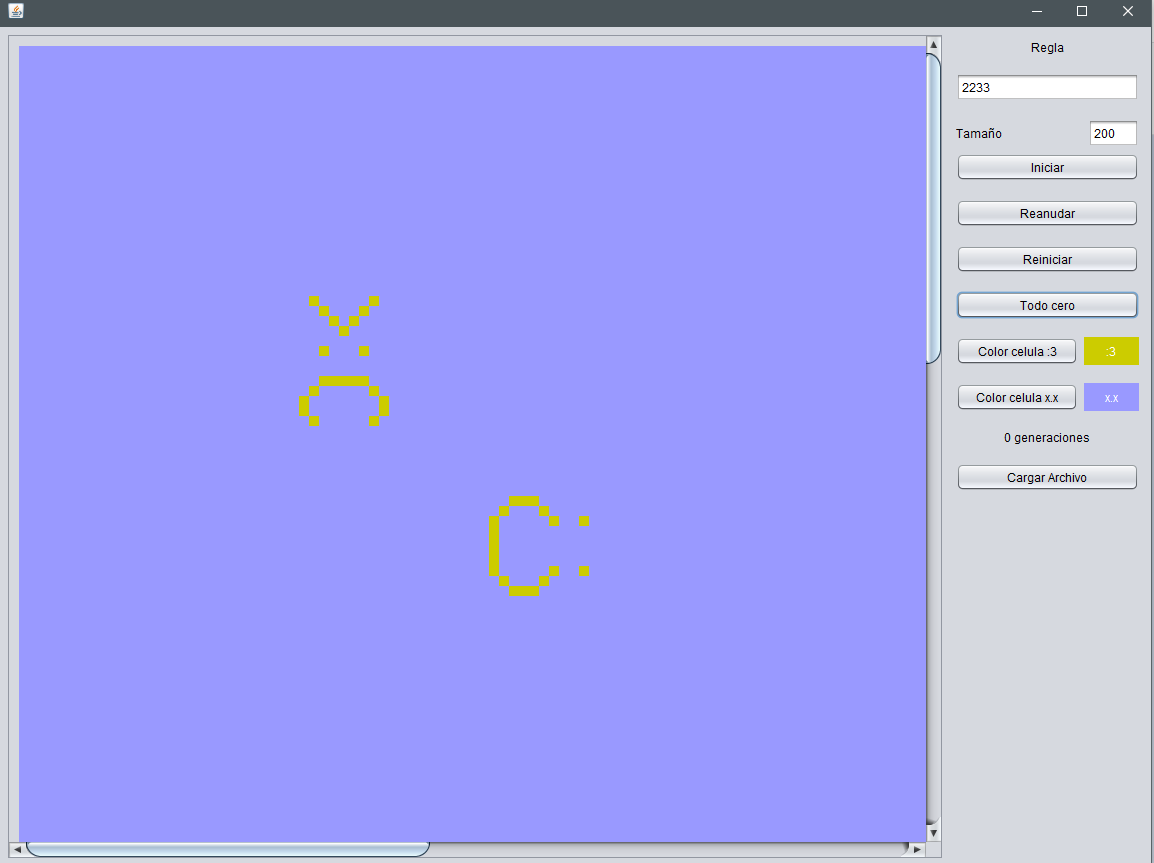 Regla
2233
Tamaño 200
Iniciar
Reanudar
Reiniciar
Todo cero
Color celula :3 :3
Color celula x.x x.x
0 generaciones
Cargar Archivo
C: